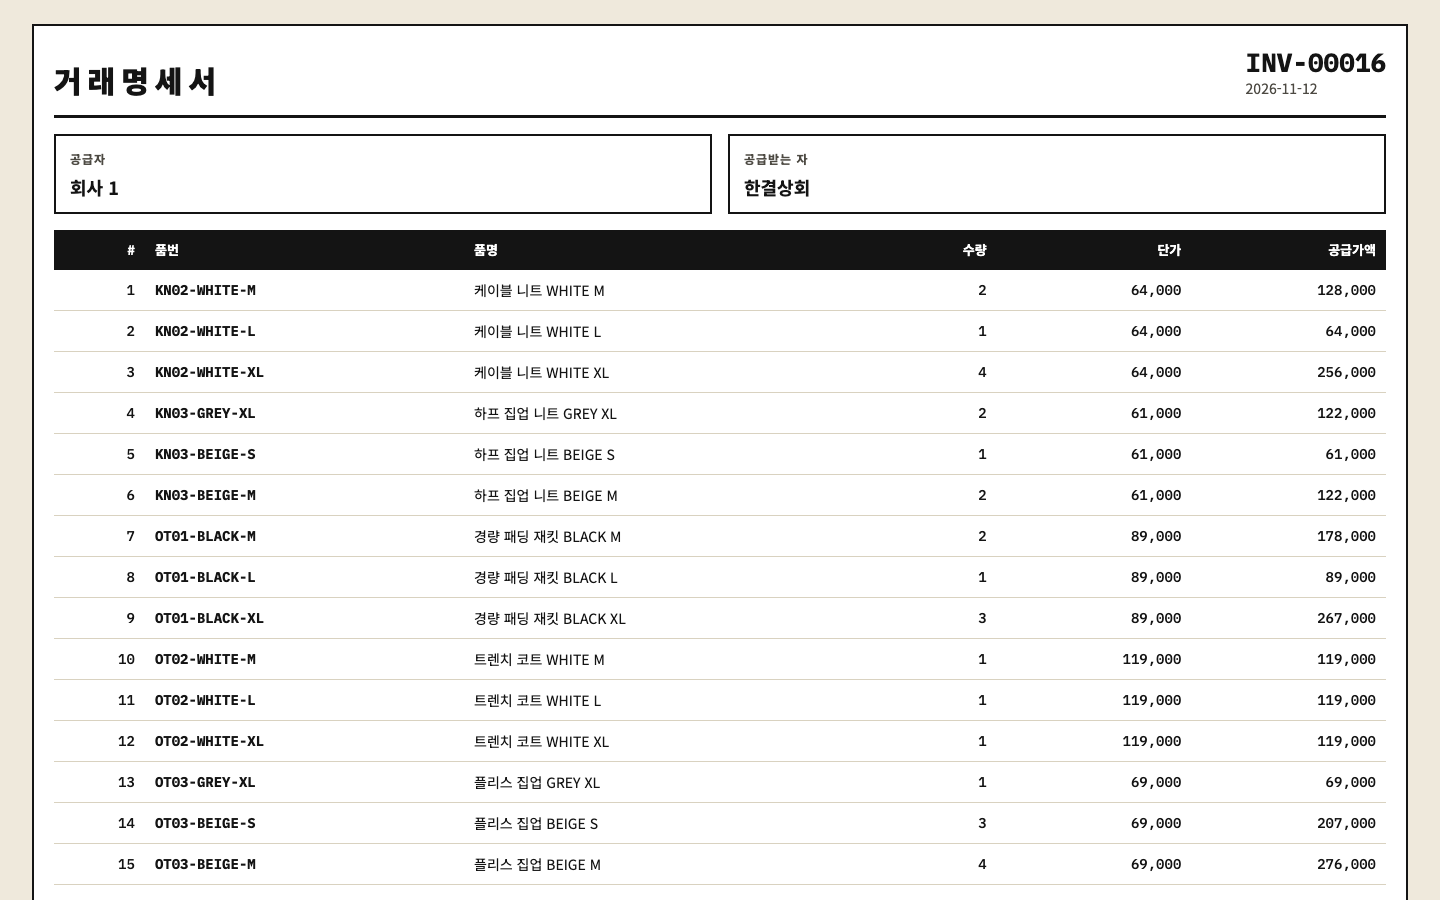 거래명세서
INV-00016
2026-11-12
공급자
회사 1
공급받는 자
한결상회
# 품번 품명 수량 단가 공급가액
1 KN02-WHITE-M 케이블 니트 WHITE M 2 64,000 128,000
2 KN02-WHITE-L 케이블 니트 WHITE L 1 64,000 64,000
3 KN02-WHITE-XL 케이블 니트 WHITE XL 4 64,000 256,000
4 KN03-GREY-XL 하프 집업 니트 GREY XL 2 61,000 122,000
5 KN03-BEIGE-S 하프 집업 니트 BEIGE S 1 61,000 61,000
6 KN03-BEIGE-M 하프 집업 니트 BEIGE M 2 61,000 122,000
7 OT01-BLACK-M 경량 패딩 재킷 BLACK M 2 89,000 178,000
8 OT01-BLACK-L 경량 패딩 재킷 BLACK L 1 89,000 89,000
9 OT01-BLACK-XL 경량 패딩 재킷 BLACK XL 3 89,000 267,000
10 OT02-WHITE-M 트렌치 코트 WHITE M 1 119,000 119,000
11 OT02-WHITE-L 트렌치 코트 WHITE L 1 119,000 119,000
12 OT02-WHITE-XL 트렌치 코트 WHITE XL 1 119,000 119,000
13 OT03-GREY-XL 플리스 집업 GREY XL 1 69,000 69,000
14 OT03-BEIGE-S 플리스 집업 BEIGE S 3 69,000 207,000
15 OT03-BEIGE-M 플리스 집업 BEIGE M 4 69,000 276,000